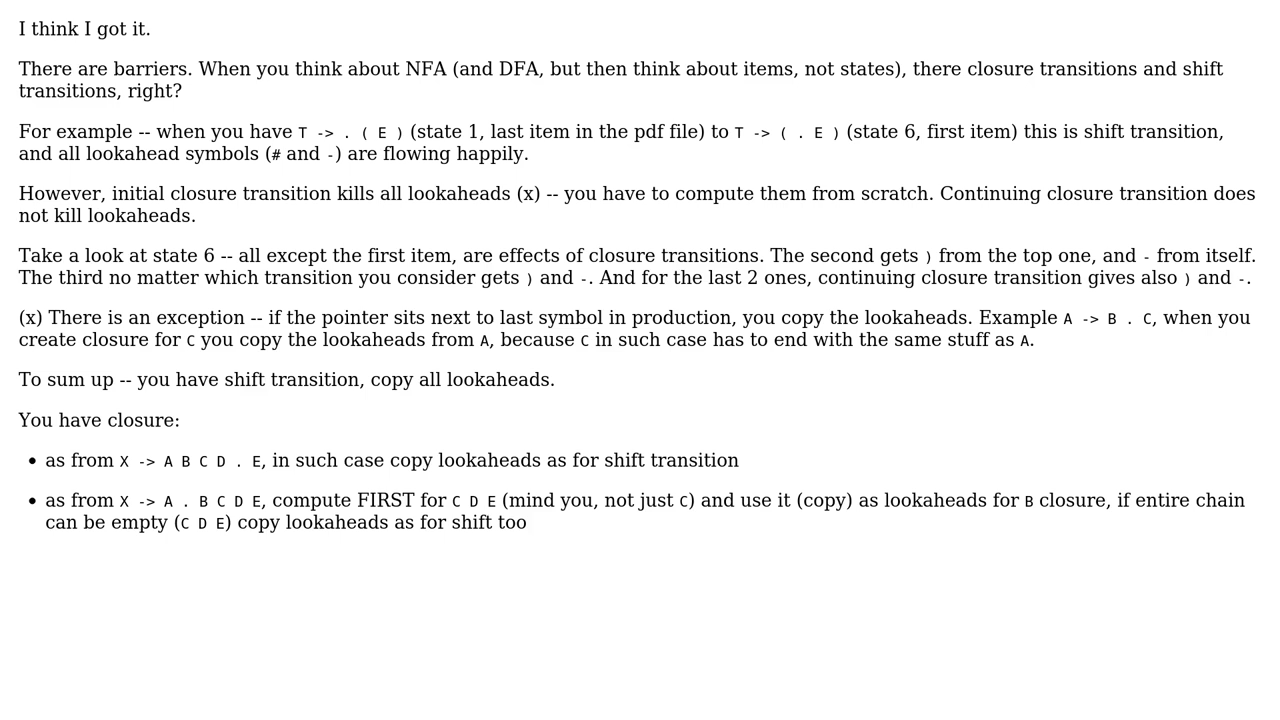 I think I got it.
There are barriers. When you think about NFA (and DFA, but then think about items, not states), there closure transitions and shift
transitions, right?
For example -- when you have T -> . ( E ) (state 1, last item in the pdf file) to T -> ( . E ) (state 6, first item) this is shift transition,
and all lookahead symbols (# and -) are flowing happily.
However, initial closure transition kills all lookaheads (x) -- you have to compute them from scratch. Continuing closure transition does
not kill lookaheads.
Take a look at state 6 -- all except the first item, are effects of closure transitions. The second gets ) from the top one, and - from itself.
The third no matter which transition you consider gets ) and -. And for the last 2 ones, continuing closure transition gives also ) and -.
(x) There is an exception -- if the pointer sits next to last symbol in production, you copy the lookaheads. Example A -> B . C, when you
create closure for C you copy the lookaheads from A, because C in such case has to end with the same stuff as A.
To sum up -- you have shift transition, copy all lookaheads.
You have closure:
• as from X -> A B C D . E, in such case copy lookaheads as for shift transition
• as from X -> A . B C D E, compute FIRST for C D E (mind you, not just C) and use it (copy) as lookaheads for B closure, if entire chain
can be empty (C D E) copy lookaheads as for shift too